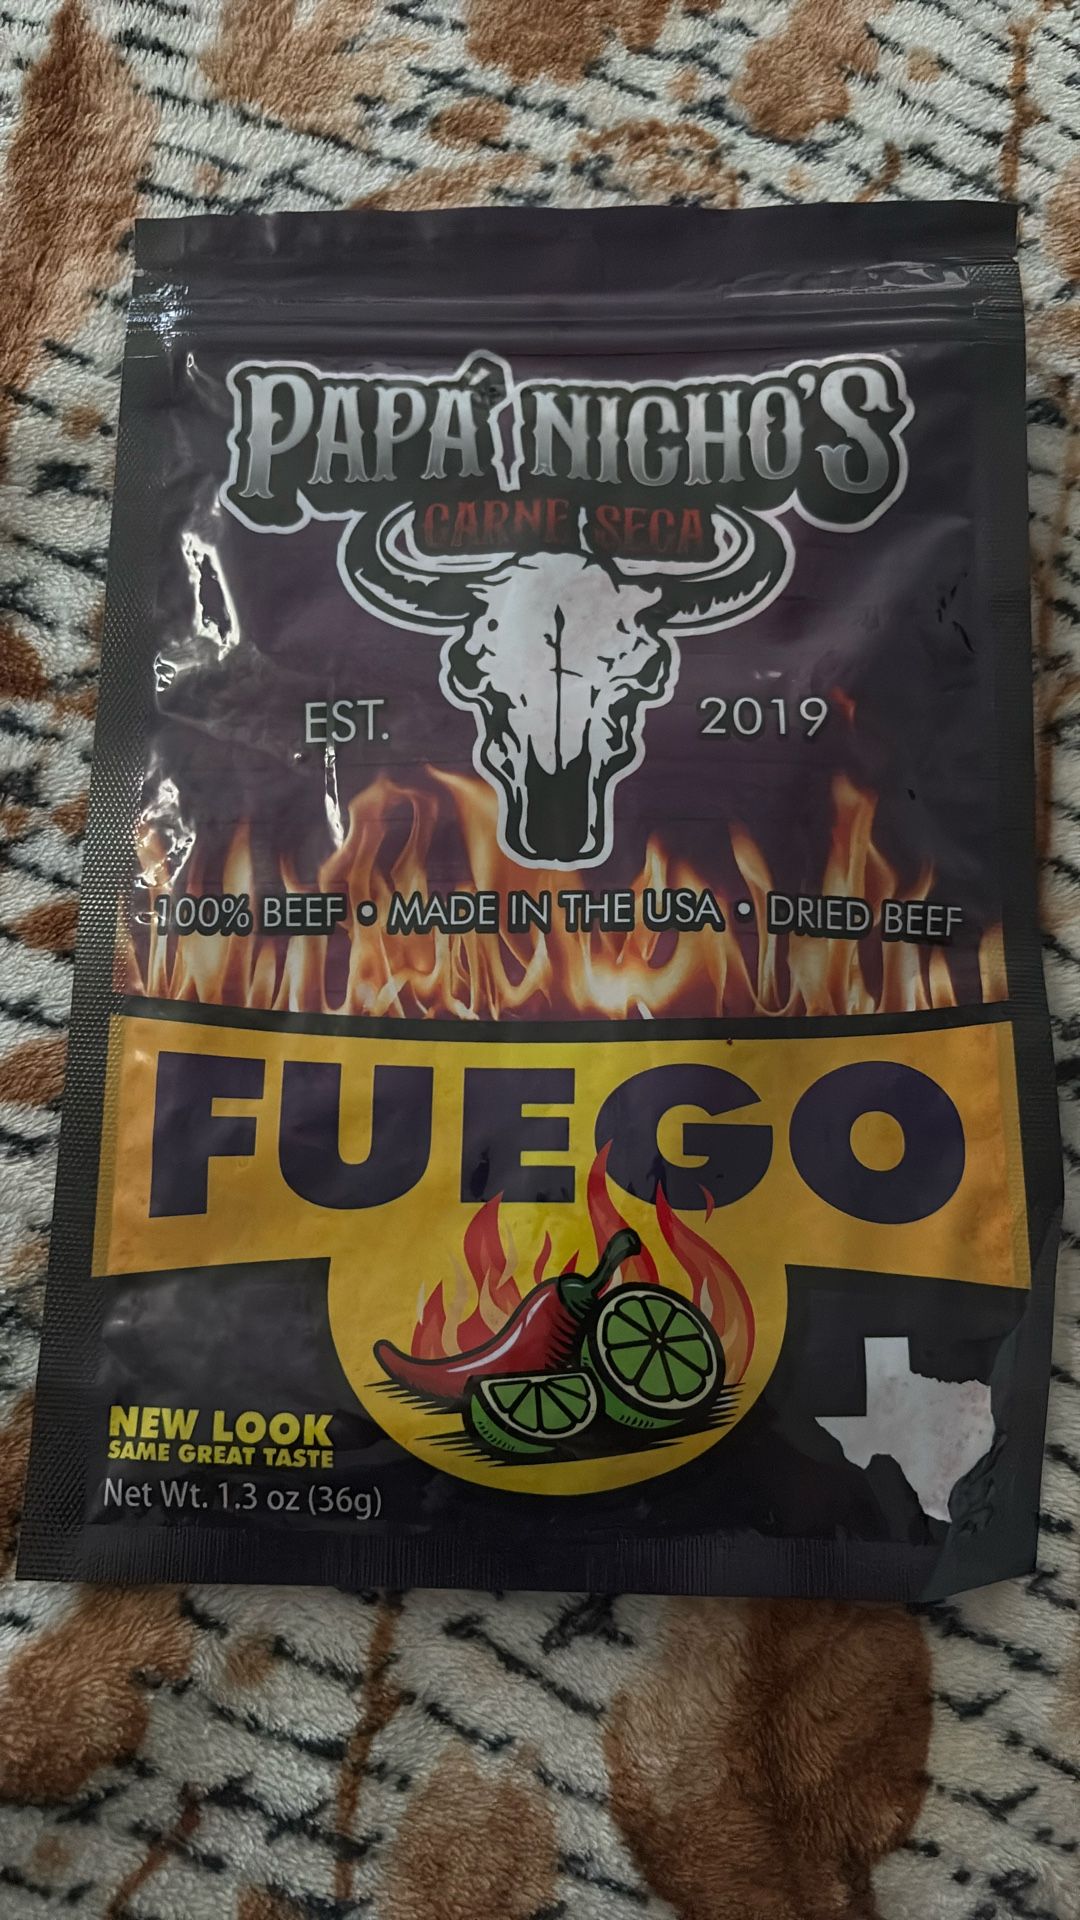 PAPÁ NICHO'S
CARNE SECA
EST. 2019
100% BEEF • MADE IN THE USA • DRIED BEEF
FUEGO
NEW LOOK
SAME GREAT TASTE
Net Wt. 1.3 oz (36g)